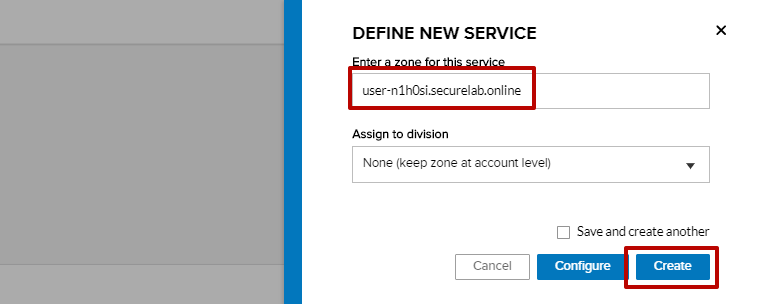 DEFINE NEW SERVICE
Enter a zone for this service
user-n1h0si.securelab.online
Assign to division
None (keep zone at account level)
Save and create another
Cancel Configure Create